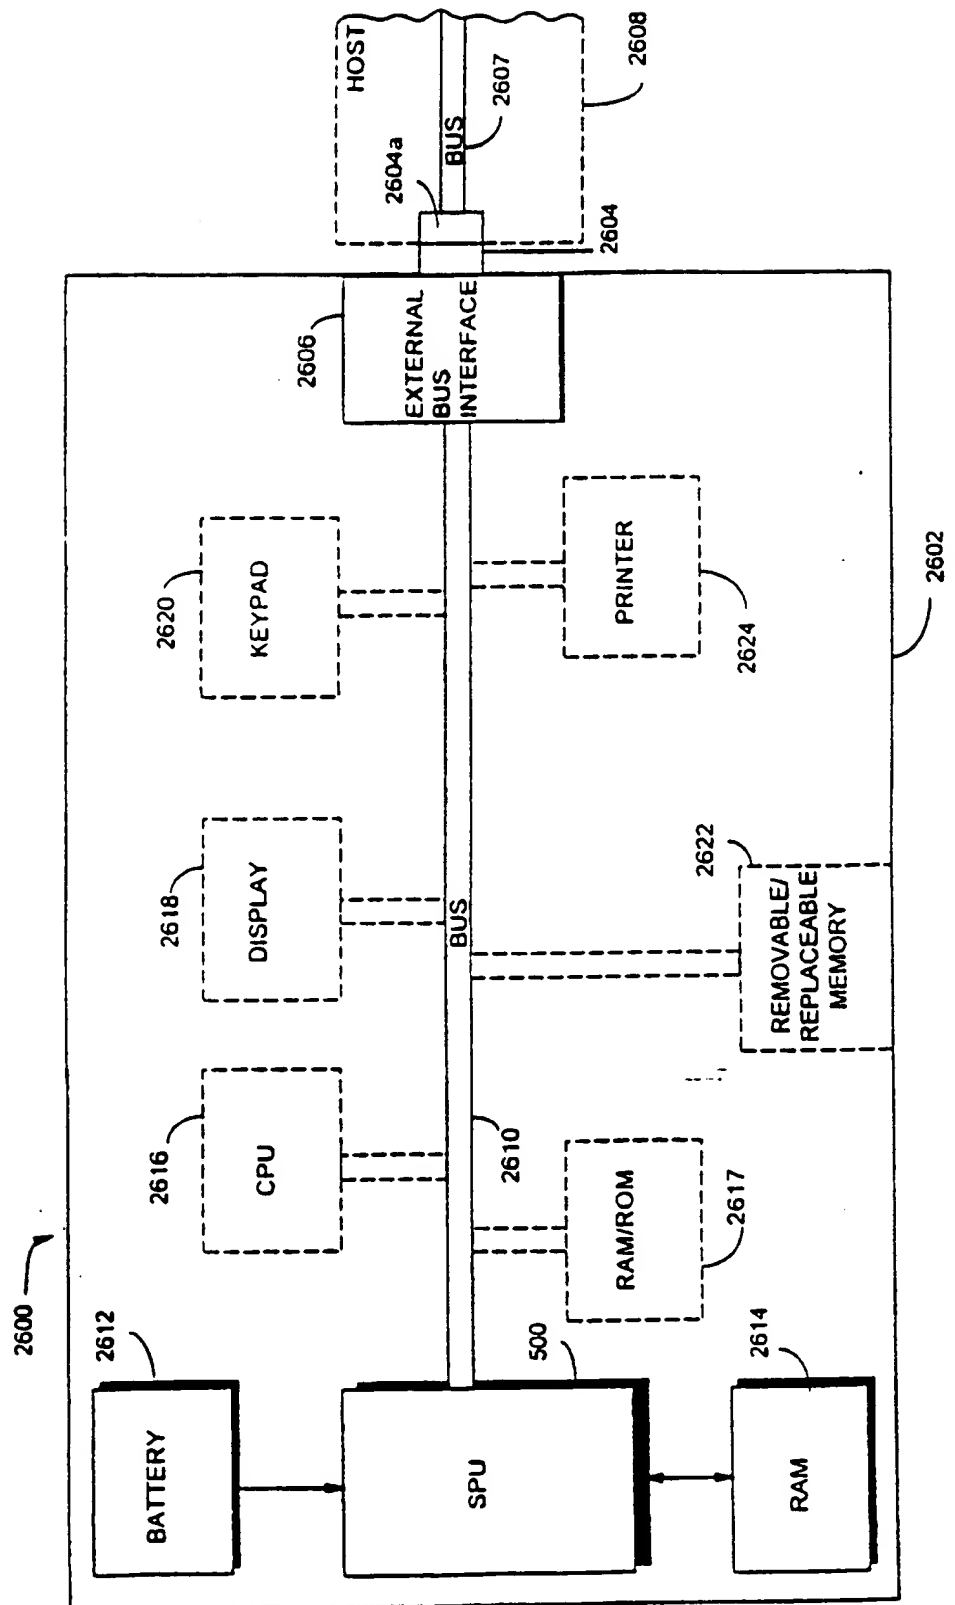 2600
2612
BATTERY
500
SPU
2614
RAM
2616
CPU
2610
RAM/ROM
2617
2618
DISPLAY
BUS
2622
REMOVABLE/
REPLACEABLE
MEMORY
2620
KEYPAD
PRINTER
2624
2606
EXTERNAL
BUS
INTERFACE
2602
2604a
2604
HOST
BUS
2607
2608